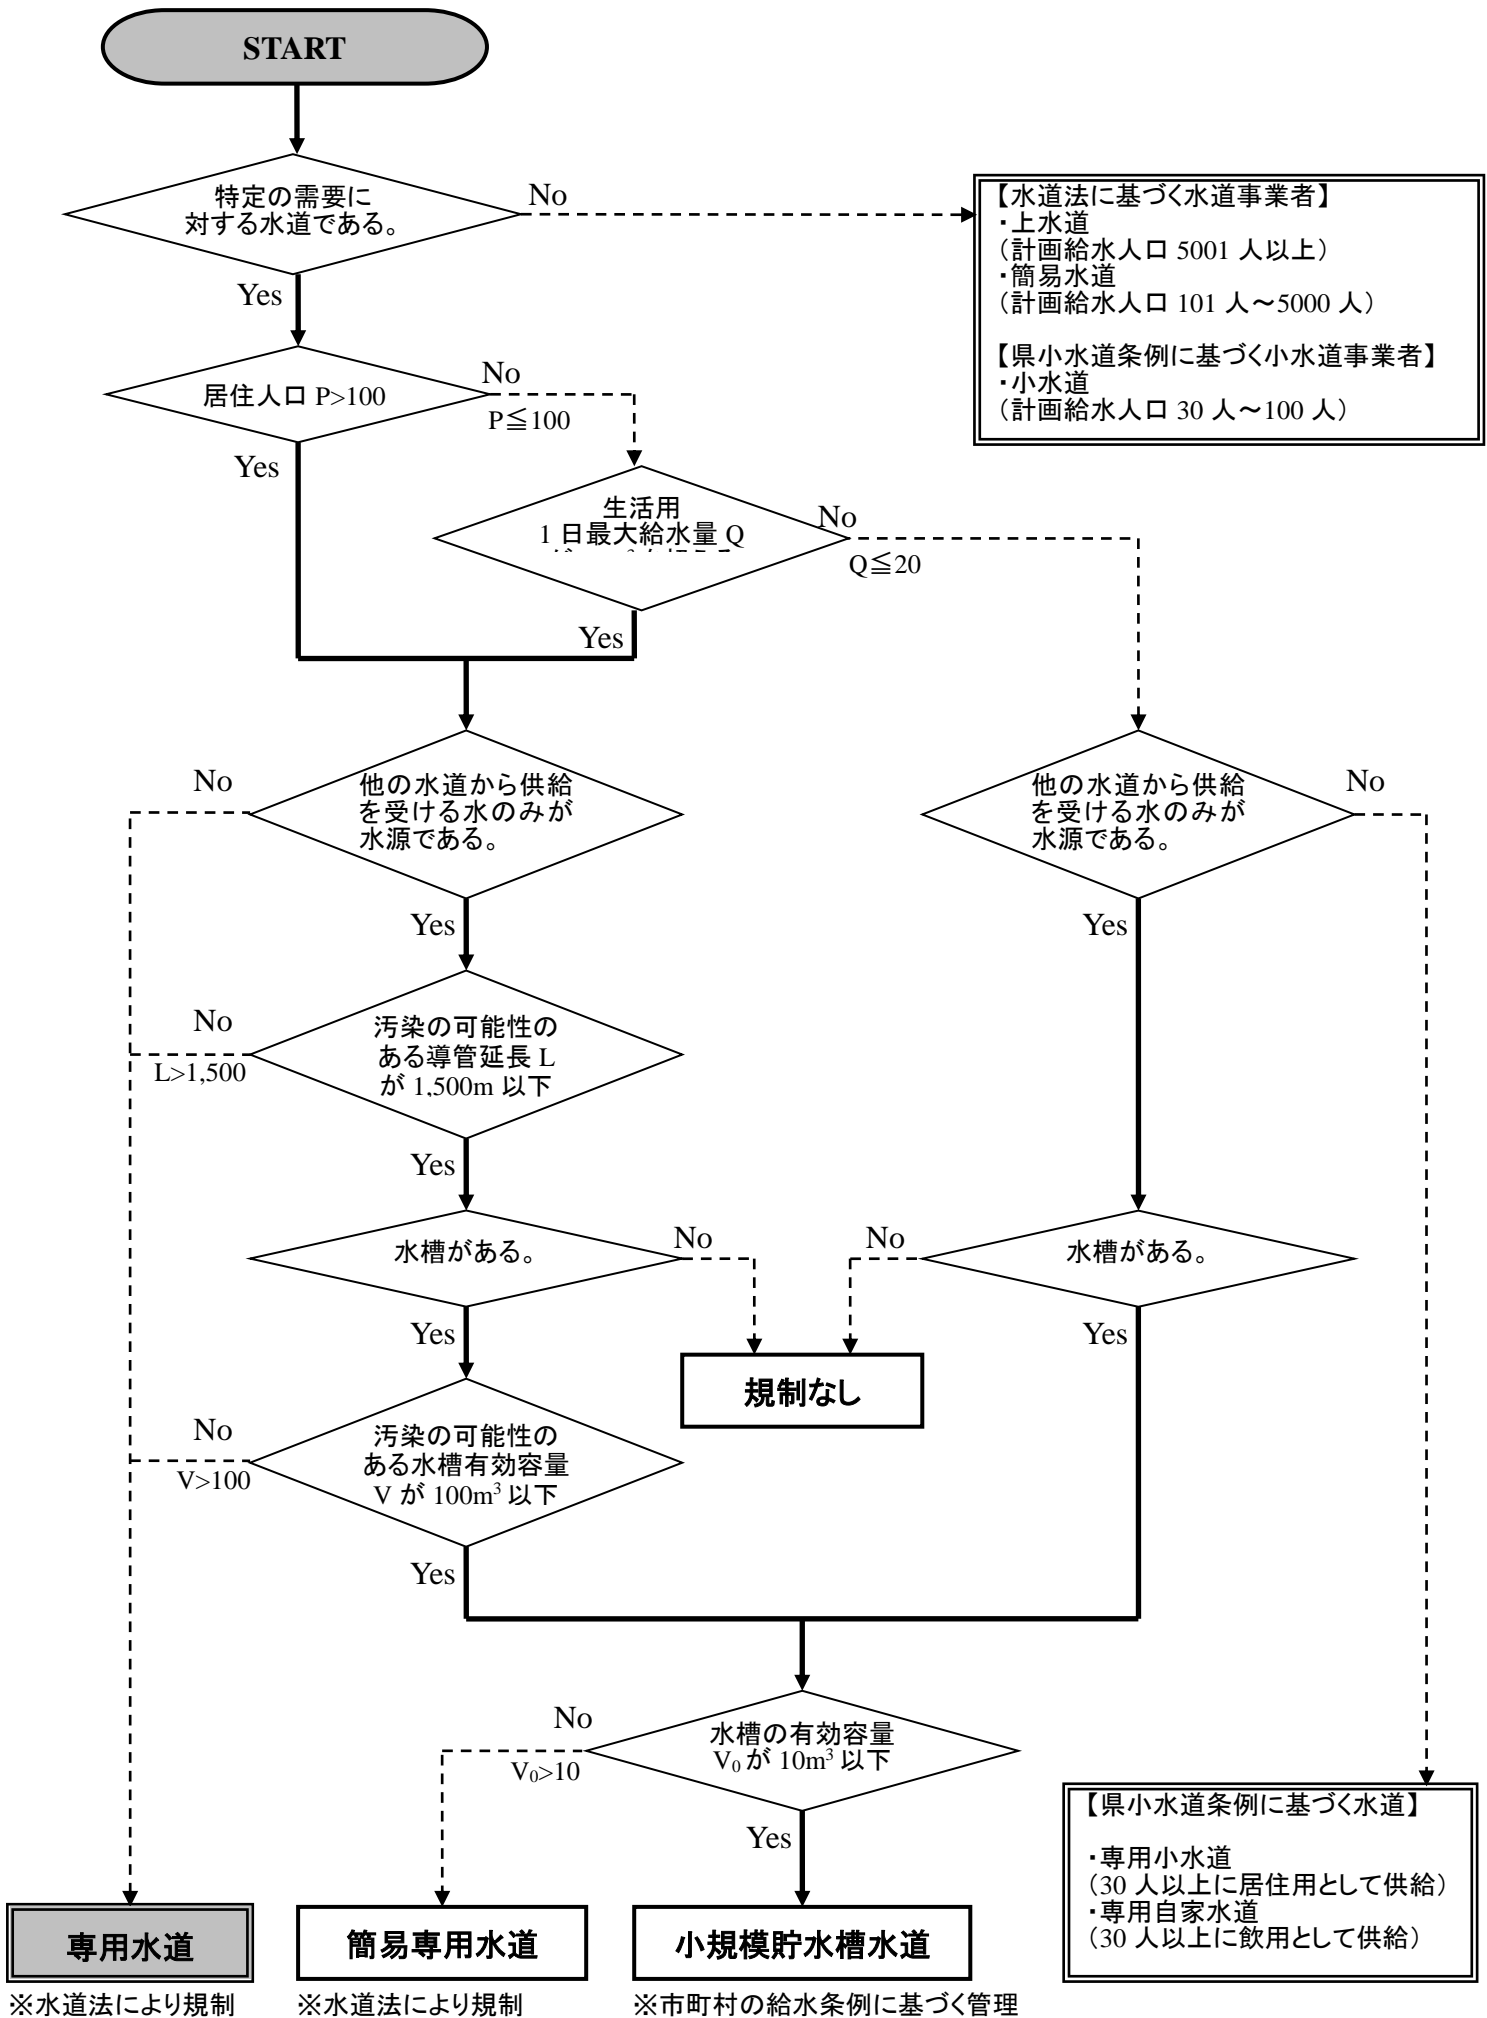 START
特定の需要に
対する水道である。
No
Yes
【水道法に基づく水道事業者】
・上水道
（計画給水人口 5001 人以上）
・簡易水道
（計画給水人口 101 人～5000 人）
【県小水道条例に基づく小水道事業者】
・小水道
（計画給水人口 30 人～100 人）
居住人口 P>100
No
P≦100
Yes
生活用
1 日最大給水量 Q
No
Q≦20
Yes
No
他の水道から供給
を受ける水のみが
水源である。
Yes
他の水道から供給
を受ける水のみが
水源である。
No
Yes
No
L>1,500
汚染の可能性の
ある導管延長 L
が 1,500m 以下
Yes
水槽がある。
No
Yes
No
水槽がある。
Yes
規制なし
No
V>100
汚染の可能性の
ある水槽有効容量
V が 100m³ 以下
Yes
No
V₀>10
水槽の有効容量
V₀ が 10m³ 以下
Yes
【県小水道条例に基づく水道】
・専用小水道
（30 人以上に居住用として供給）
・専用自家水道
（30 人以上に飲用として供給）
専用水道
※水道法により規制
簡易専用水道
※水道法により規制
小規模貯水槽水道
※市町村の給水条例に基づく管理